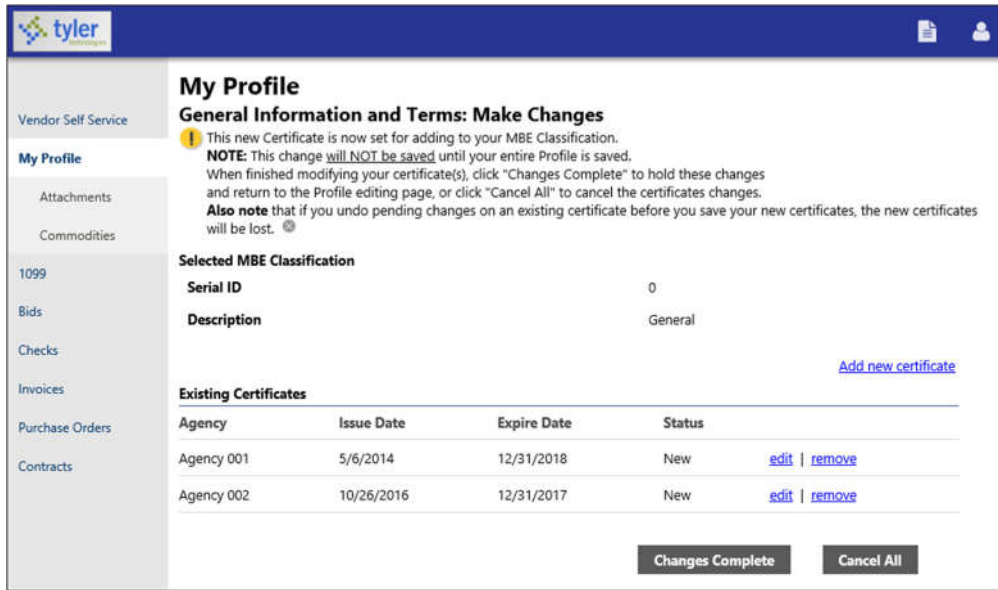 tyler
technologies
My Profile
General Information and Terms: Make Changes
This new Certificate is now set for adding to your MBE Classification.
NOTE: This change will NOT be saved until your entire Profile is saved.
When finished modifying your certificate(s), click "Changes Complete" to hold these changes
and return to the Profile editing page, or click "Cancel All" to cancel the certificates changes.
Also note that if you undo pending changes on an existing certificate before you save your new certificates, the new certificates
will be lost.
Vendor Self Service
My Profile
Attachments
Commodities
1099
Bids
Checks
Invoices
Purchase Orders
Contracts
Selected MBE Classification
Serial ID 0
Description General
Add new certificate
Existing Certificates
Agency Issue Date Expire Date Status
Agency 001 5/6/2014 12/31/2018 New edit | remove
Agency 002 10/26/2016 12/31/2017 New edit | remove
Changes Complete Cancel All